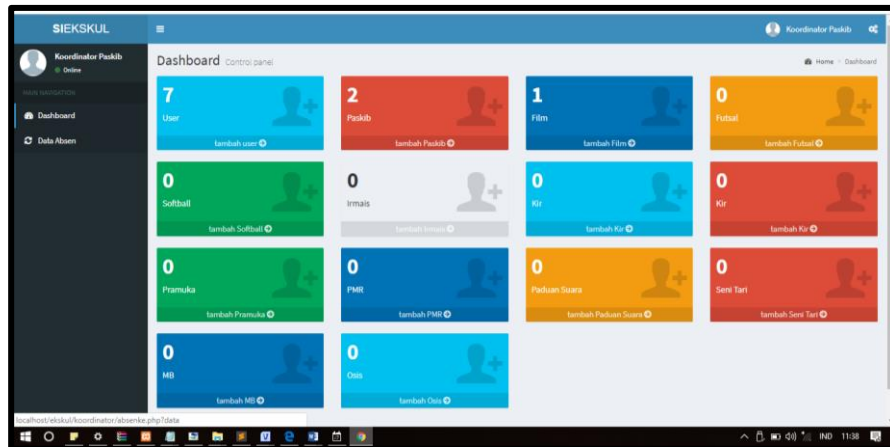 SIEKSKUL
Koordinator Paskib
Koordinator Paskib
Online
MAIN NAVIGATION
Dashboard
Data Absen
Dashboard Control panel
Home > Dashboard
7
User
tambah user
2
Paskib
tambah Paskib
1
Film
tambah Film
0
Futsal
tambah Futsal
0
Softball
tambah Softball
0
Irmais
tambah Irmais
0
Kir
tambah Kir
0
Kir
tambah Kir
0
Pramuka
tambah Pramuka
0
PMR
tambah PMR
0
Paduan Suara
tambah Paduan Suara
0
Seni Tari
tambah Seni Tari
0
MB
tambah MB
0
Osis
tambah Osis
localhost/ekskul/koordinator/absenke.php?data
IND 11:38